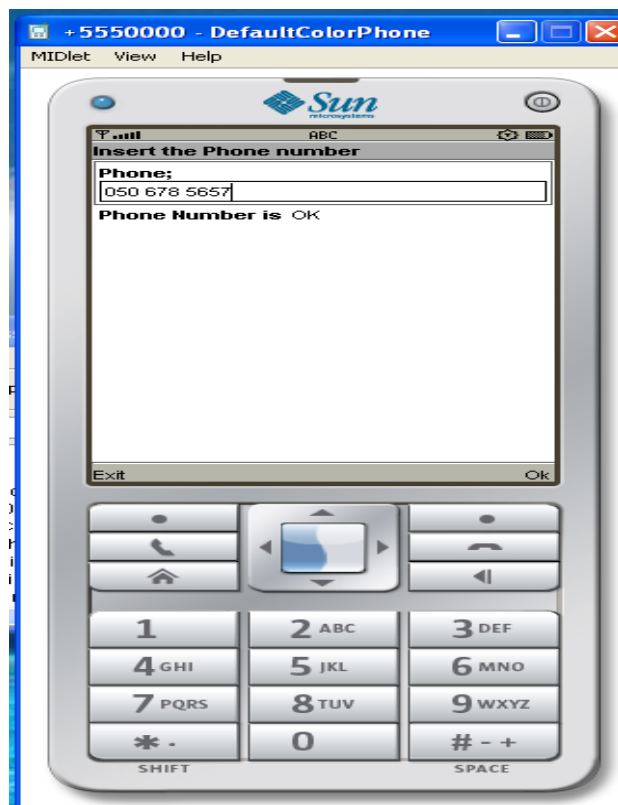 +5550000 - DefaultColorPhone
MIDlet View Help
Sun
microsystems
ABC
Insert the Phone number
Phone;
050 678 5657
Phone Number is OK
Exit Ok
1 2 ABC 3 DEF
4 GHI 5 JKL 6 MNO
7 PQRS 8 TUV 9 WXYZ
* . 0 # - +
SHIFT SPACE